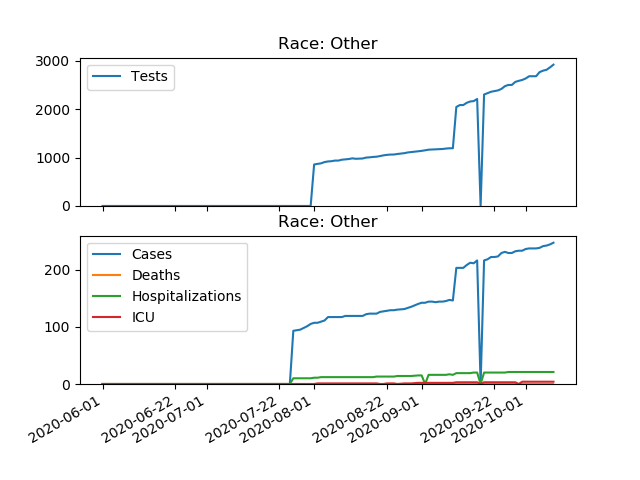 Race: Other
3000
2000
1000
0
Tests
Race: Other
200
100
0
Cases
Deaths
Hospitalizations
ICU
2020-06-01
2020-06-22
2020-07-01
2020-07-22
2020-08-01
2020-08-22
2020-09-01
2020-09-22
2020-10-01